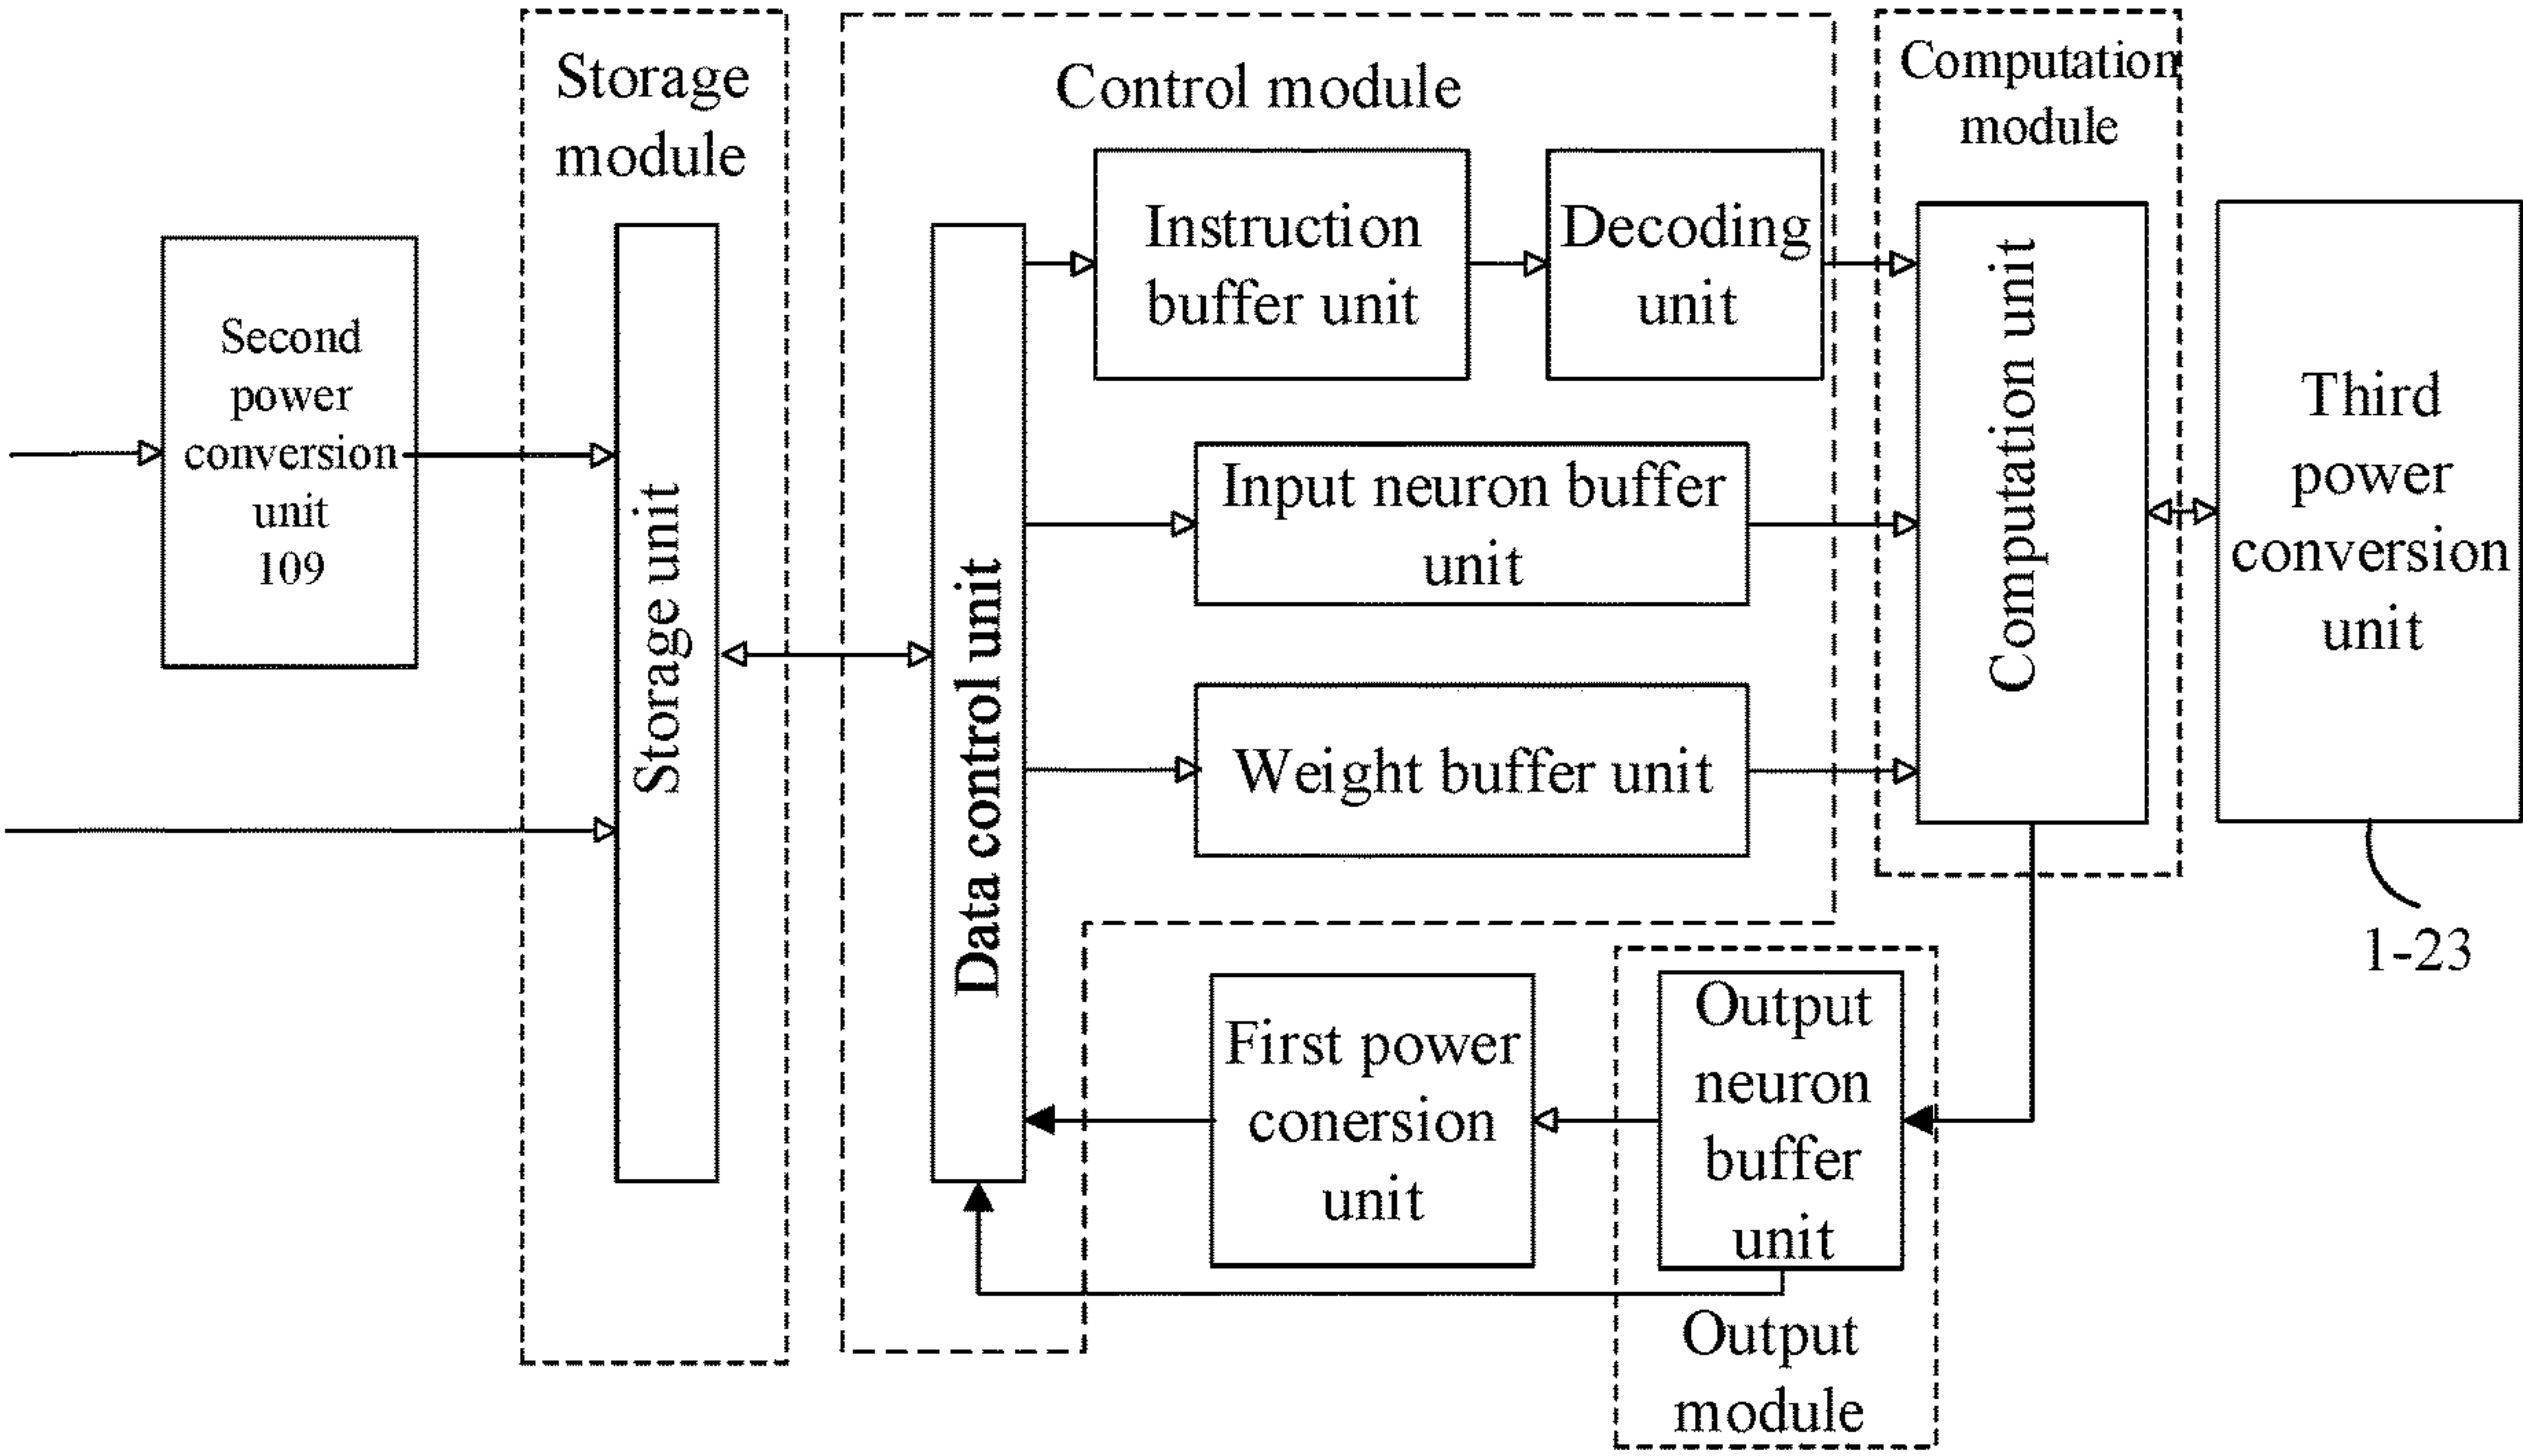 Storage
module
Control module
Computation
module
Second
power
conversion
unit
109
Storage unit
Data control unit
Instruction
buffer unit
Decoding
unit
Input neuron buffer
unit
Weight buffer unit
Computation unit
Third
power
conversion
unit
1-23
First power
conersion
unit
Output
neuron
buffer
unit
Output
module